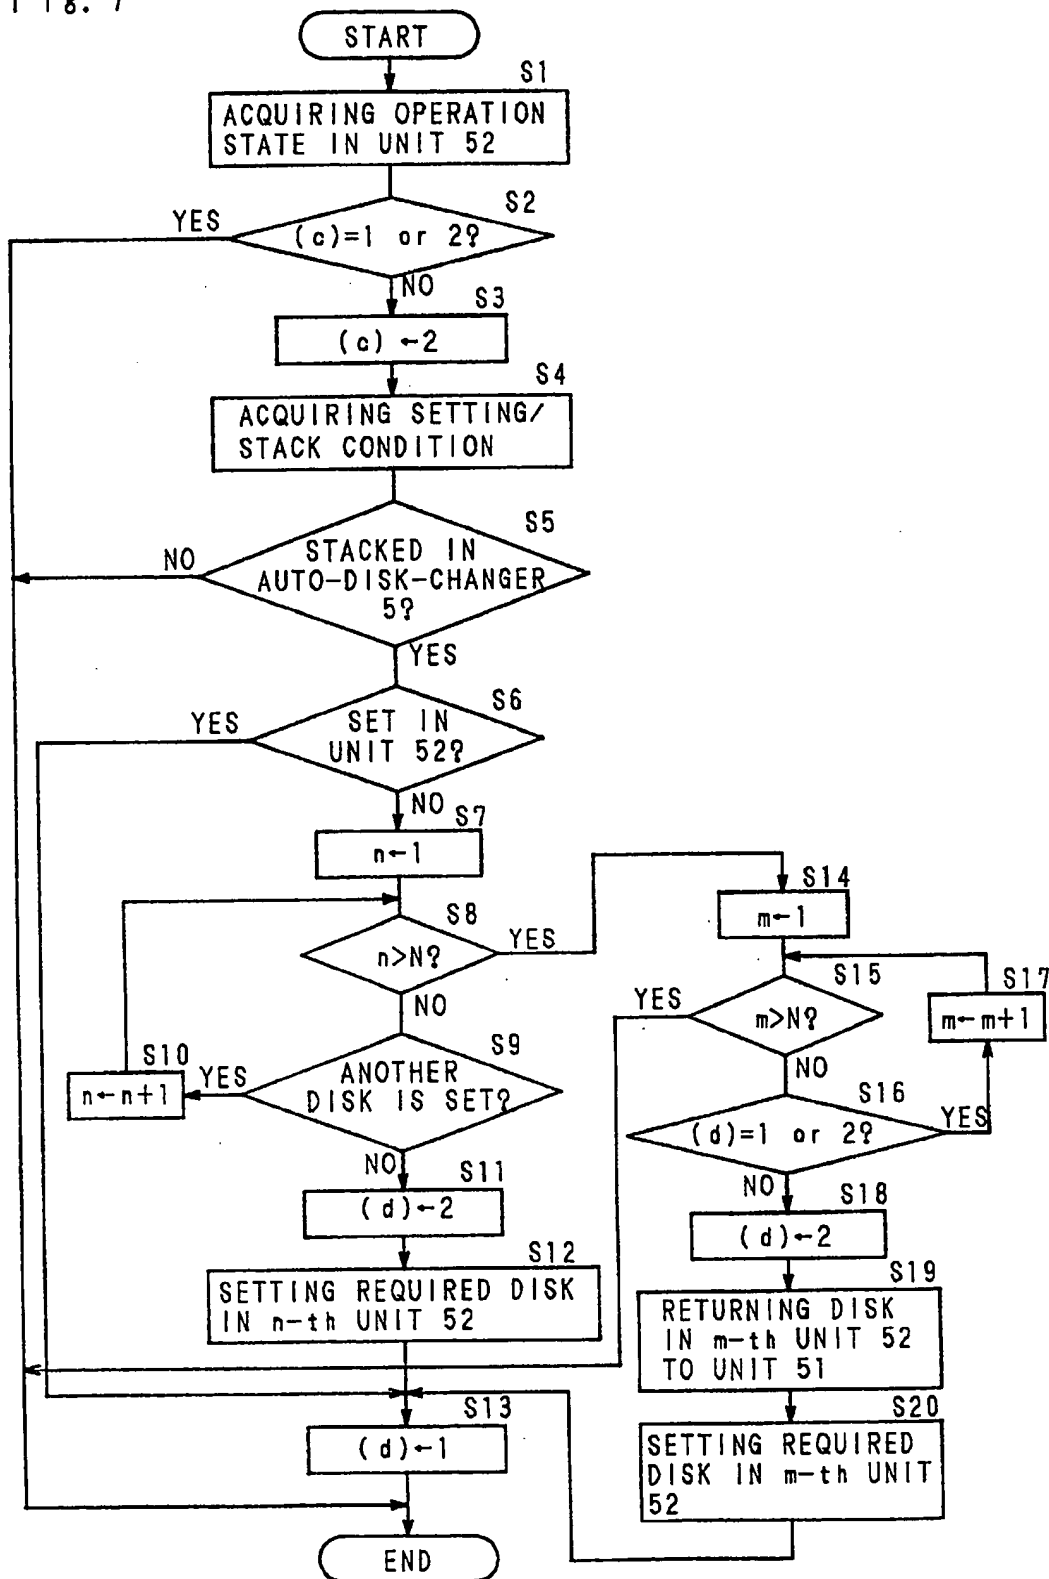 Fig. 7
START
S1
ACQUIRING OPERATION
STATE IN UNIT 52
S2
YES
(c)=1 or 2?
NO
S3
(c) ←2
S4
ACQUIRING SETTING/
STACK CONDITION
S5
NO
STACKED IN
AUTO-DISK-CHANGER
5?
YES
S6
YES
SET IN
UNIT 52?
NO
S7
n←1
S8
n>N?
YES
NO
S9
ANOTHER
DISK IS SET?
YES
S10
n←n+1
NO
S11
(d)←2
S12
SETTING REQUIRED DISK
IN n-th UNIT 52
S13
(d)←1
END
S14
m←1
S15
YES
m>N?
S17
m←m+1
NO
S16
(d)=1 or 2?
YES
NO
S18
(d)←2
S19
RETURNING DISK
IN m-th UNIT 52
TO UNIT 51
S20
SETTING REQUIRED
DISK IN m-th UNIT
52